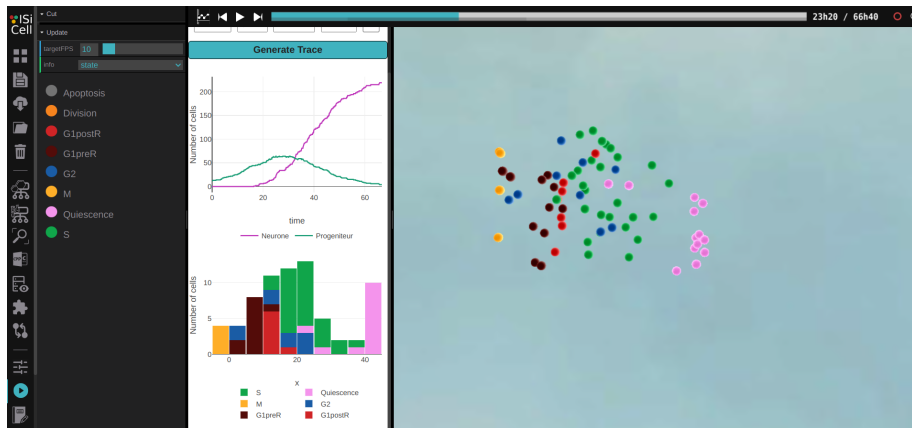 ISi
Cell
Cut
Update
targetFPS 10
info state
Apoptosis
Division
G1postR
G1preR
G2
M
Quiescence
S
23h20 / 66h40
Generate Trace
Number of cells
200
150
100
50
0
0 20 40 60
time
Neurone Progeniteur
Number of cells
10
5
0
0 20 40
x
S Quiescence
M G2
G1preR G1postR